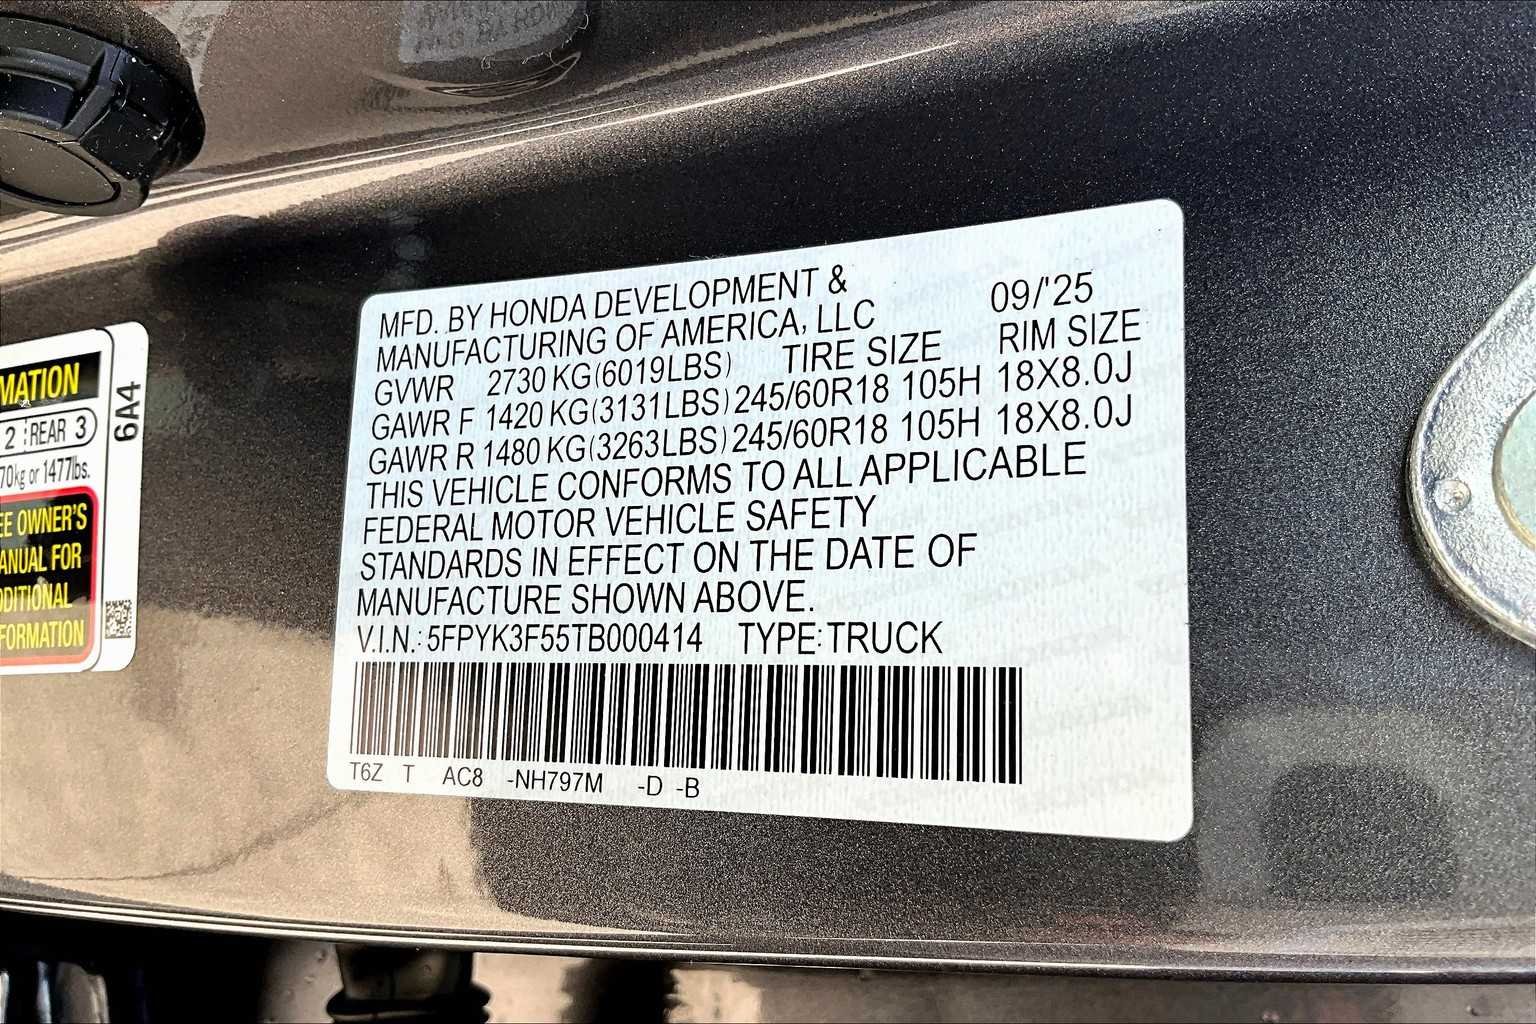 MFD. BY HONDA DEVELOPMENT &
MANUFACTURING OF AMERICA, LLC 09/'25
GVWR 2730 KG(6019LBS) TIRE SIZE RIM SIZE
GAWR F 1420 KG(3131LBS) 245/60R18 105H 18X8.0J
GAWR R 1480 KG(3263LBS) 245/60R18 105H 18X8.0J
THIS VEHICLE CONFORMS TO ALL APPLICABLE
FEDERAL MOTOR VEHICLE SAFETY
STANDARDS IN EFFECT ON THE DATE OF
MANUFACTURE SHOWN ABOVE.
V.I.N.: 5FPYK3F55TB000414 TYPE: TRUCK
T6Z T AC8 -NH797M -D -B
MATION
2 REAR 3
70kg or 1477lbs.
EE OWNER'S
ANUAL FOR
DDITIONAL
FORMATION
6A4